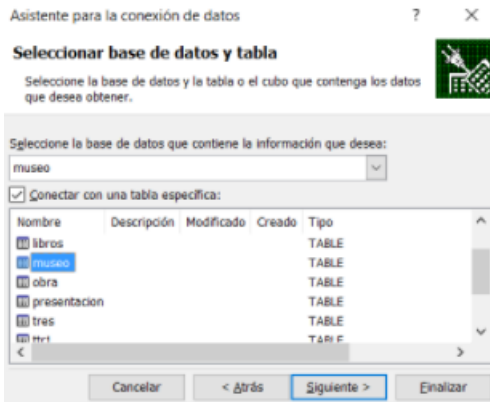 Asistente para la conexión de datos ? ×
Seleccionar base de datos y tabla
Seleccione la base de datos y la tabla o el cubo que contenga los datos
que desea obtener.
Seleccione la base de datos que contiene la información que desea:
museo
Conectar con una tabla específica:
Nombre Descripción Modificado Creado Tipo
libros TABLE
museo TABLE
obra TABLE
presentacion TABLE
tres TABLE
TABLE
Cancelar < Atrás Siguiente > Finalizar